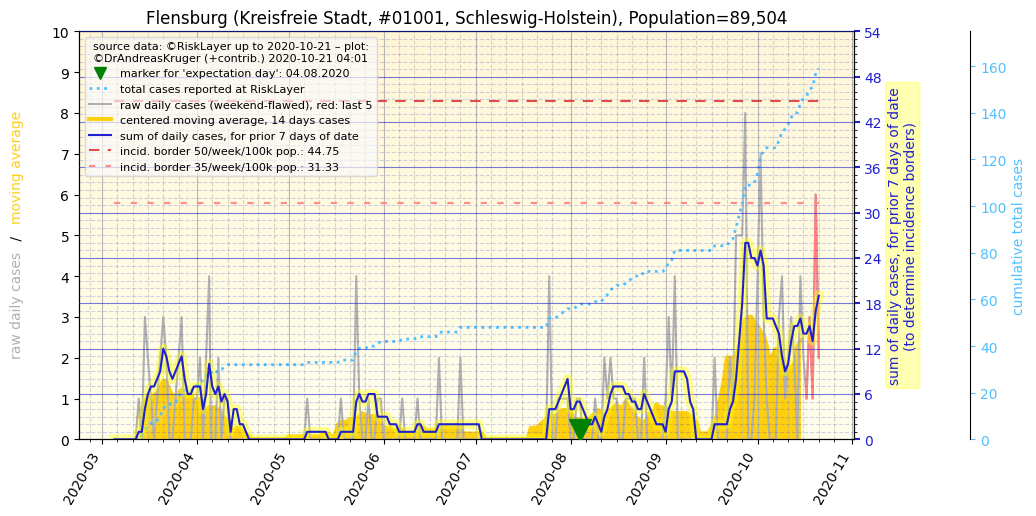 Flensburg (Kreisfreie Stadt, #01001, Schleswig-Holstein), Population=89,504
source data: ©RiskLayer up to 2020-10-21 – plot:
©DrAndreasKruger (+contrib.) 2020-10-21 04:01
marker for 'expectation day': 04.08.2020
total cases reported at RiskLayer
raw daily cases (weekend-flawed), red: last 5
centered moving average, 14 days cases
sum of daily cases, for prior 7 days of date
incid. border 50/week/100k pop.: 44.75
incid. border 35/week/100k pop.: 31.33
raw daily cases / moving average
10
9
8
7
6
5
4
3
2
1
0
2020-03
2020-04
2020-05
2020-06
2020-07
2020-08
2020-09
2020-10
2020-11
54
48
42
36
30
24
18
12
6
0
sum of daily cases, for prior 7 days of date
(to determine, incidence borders)
160
140
120
100
80
60
40
20
0
cumulative total cases